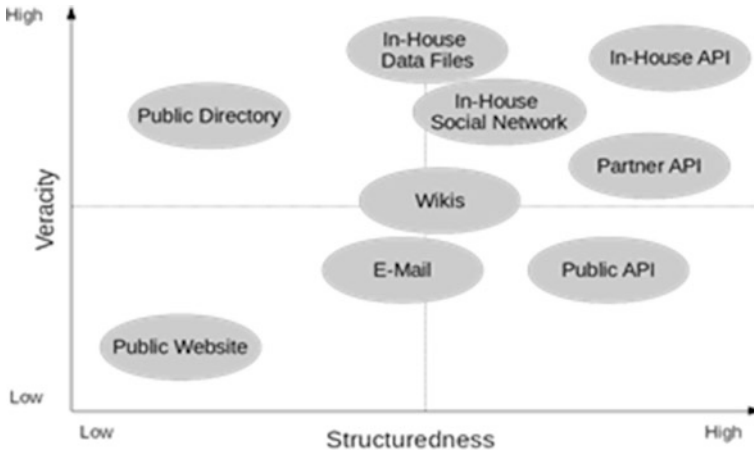 High
In-House
Data Files
In-House API
Public Directory
In-House
Social Network
Partner API
Veracity
Wikis
E-Mail
Public API
Public Website
Low
Low
Structuredness
High